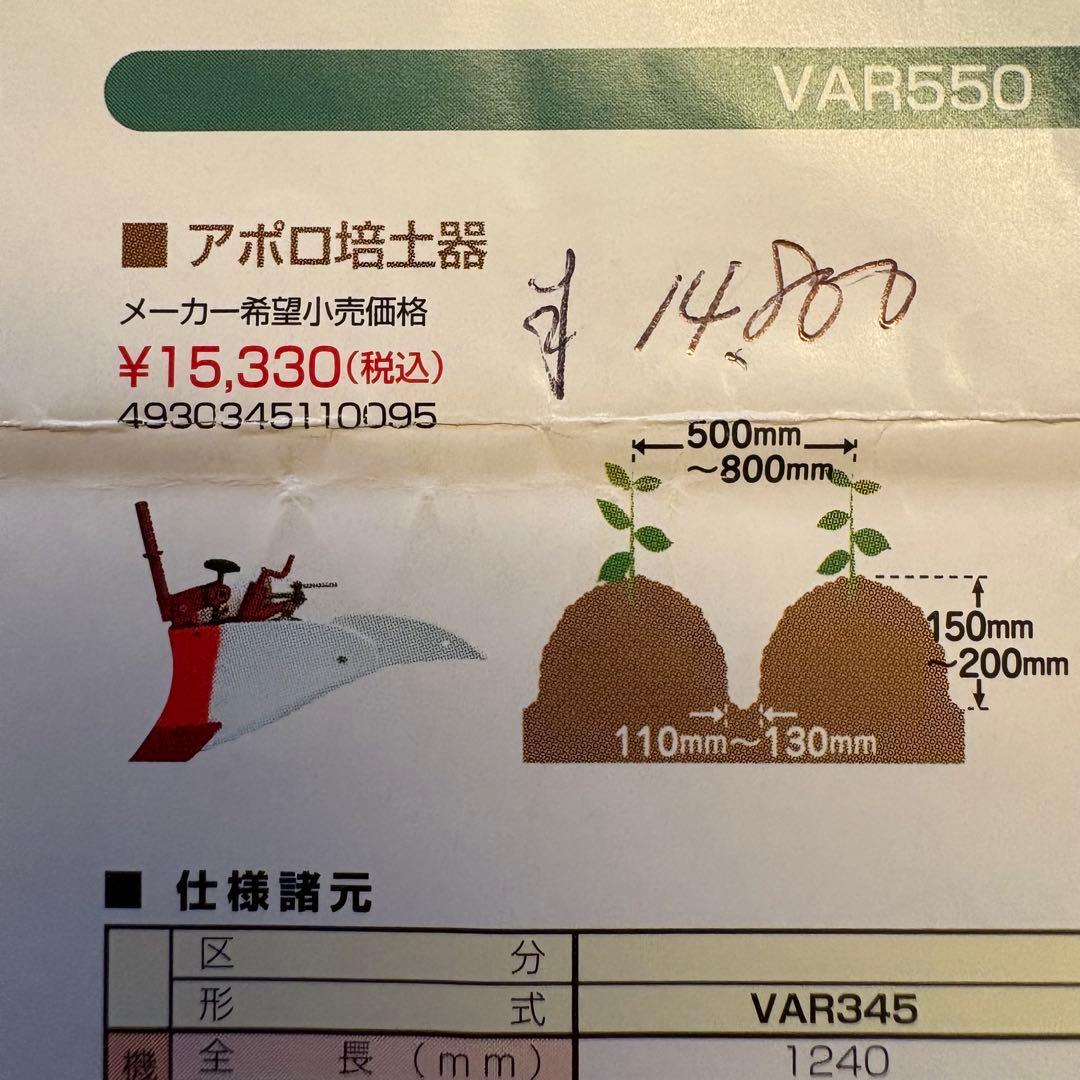 VAR550
■ アポロ培土器
メーカー希望小売価格
¥15,330(税込)
4930345110095
14.800
500mm
～800mm
150mm
～200mm
110mm～130mm
■ 仕様諸元
区分
形式 VAR345
機 全長(mm) 1240